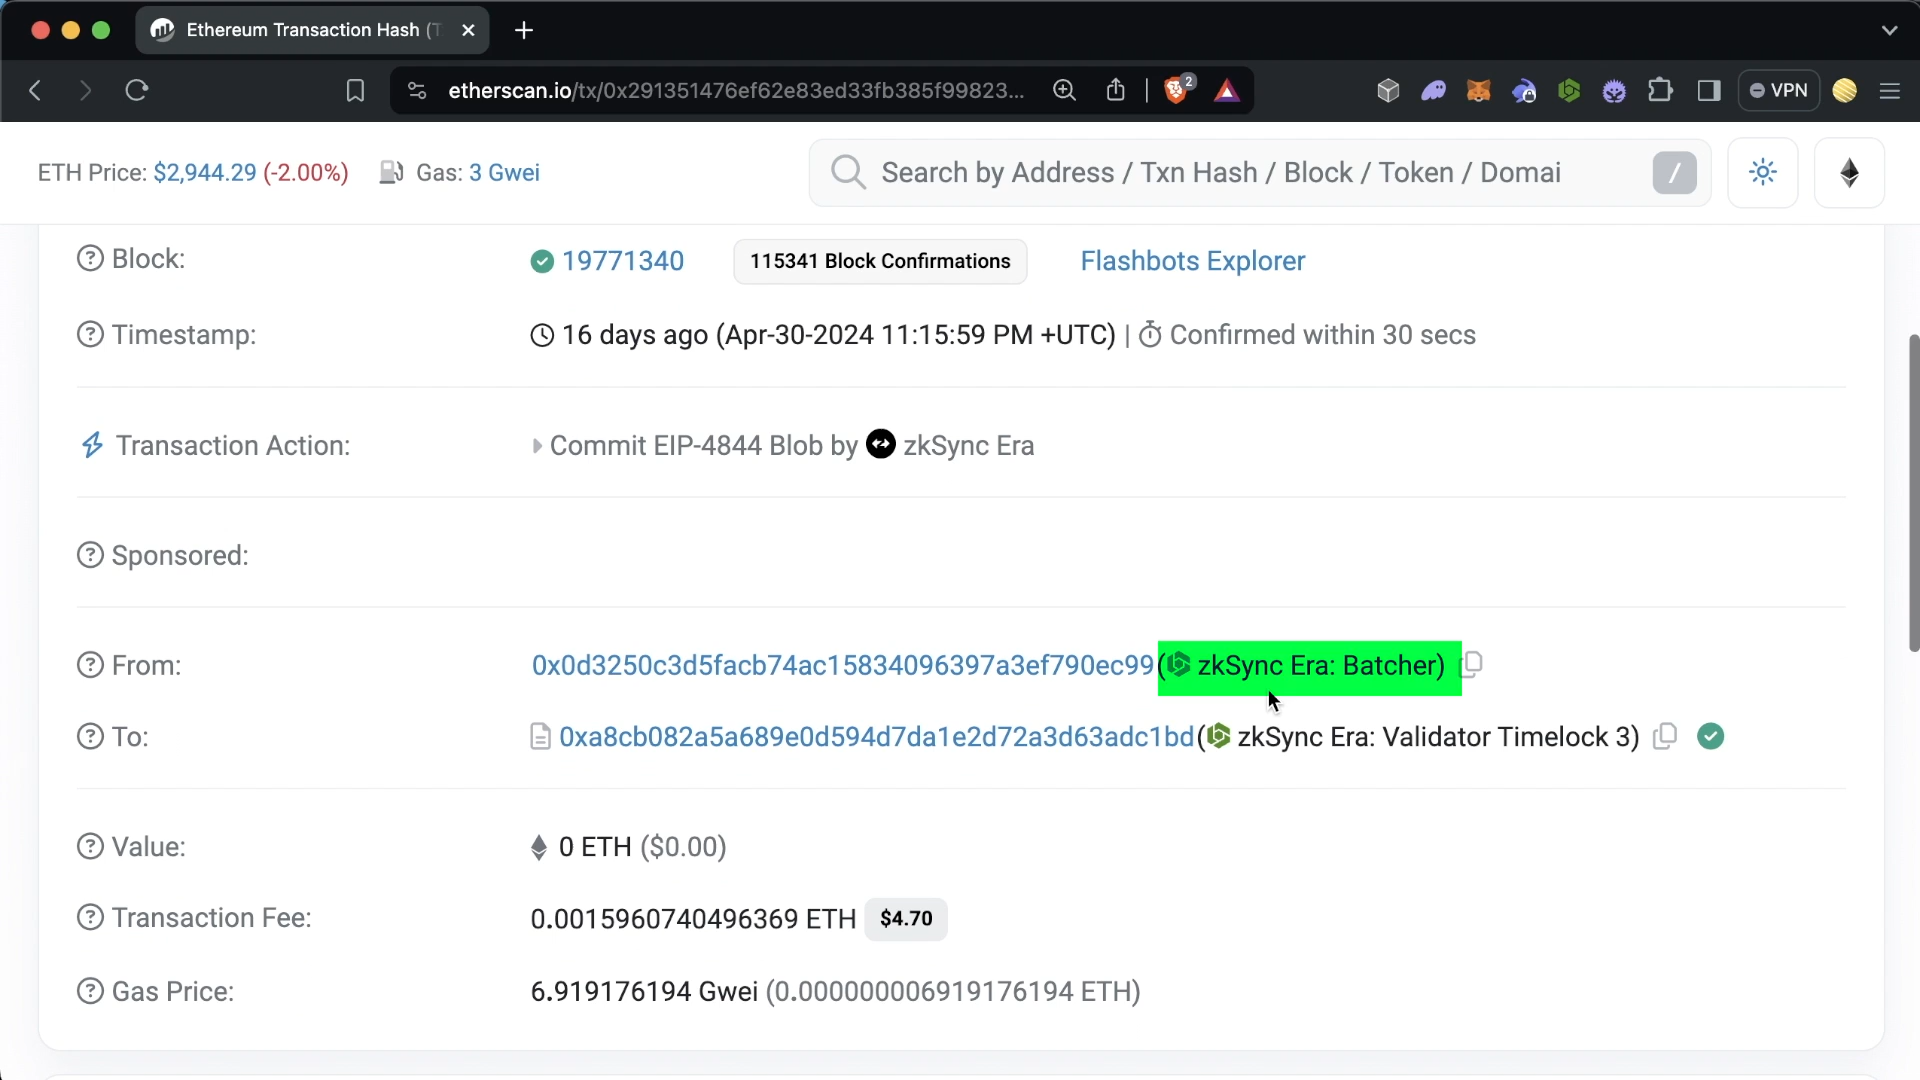 Ethereum Transaction Hash (T
etherscan.io/tx/0x291351476ef62e83ed33fb385f99823...
2
VPN
ETH Price: $2,944.29 (-2.00%) Gas: 3 Gwei
Search by Address / Txn Hash / Block / Token / Domai
/
Block: 19771340 115341 Block Confirmations Flashbots Explorer
Timestamp: 16 days ago (Apr-30-2024 11:15:59 PM +UTC) | Confirmed within 30 secs
Transaction Action: Commit EIP-4844 Blob by zkSync Era
Sponsored:
From: 0x0d3250c3d5facb74ac15834096397a3ef790ec99(zkSync Era: Batcher)
To: 0xa8cb082a5a689e0d594d7da1e2d72a3d63adc1bd(zkSync Era: Validator Timelock 3)
Value: 0 ETH ($0.00)
Transaction Fee: 0.0015960740496369 ETH $4.70
Gas Price: 6.919176194 Gwei (0.000000006919176194 ETH)